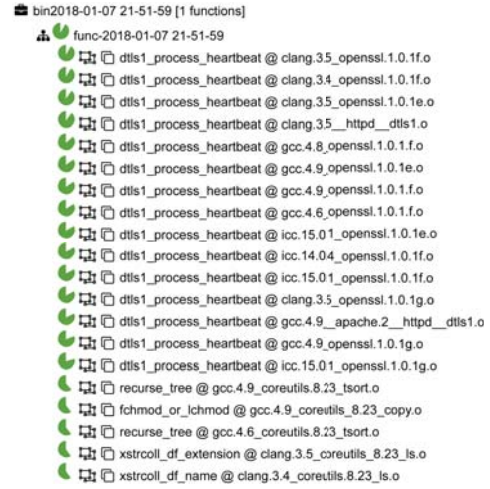 bin2018-01-07 21-51-59 [1 functions]
func-2018-01-07 21-51-59
dtls1_process_heartbeat @ clang.3.5_openssl.1.0.1f.o
dtls1_process_heartbeat @ clang.3.4_openssl.1.0.1f.o
dtls1_process_heartbeat @ clang.3.5_openssl.1.0.1e.o
dtls1_process_heartbeat @ clang.3.5__httpd__dtls1.o
dtls1_process_heartbeat @ gcc.4.8_openssl.1.0.1.f.o
dtls1_process_heartbeat @ gcc.4.9_openssl.1.0.1e.o
dtls1_process_heartbeat @ gcc.4.9_openssl.1.0.1.f.o
dtls1_process_heartbeat @ gcc.4.6_openssl.1.0.1.f.o
dtls1_process_heartbeat @ icc.15.01_openssl.1.0.1e.o
dtls1_process_heartbeat @ icc.14.04_openssl.1.0.1f.o
dtls1_process_heartbeat @ icc.15.01_openssl.1.0.1f.o
dtls1_process_heartbeat @ clang.3.5_openssl.1.0.1g.o
dtls1_process_heartbeat @ gcc.4.9__apache.2__httpd__dtls1.o
dtls1_process_heartbeat @ gcc.4.9_openssl.1.0.1g.o
dtls1_process_heartbeat @ icc.15.01_openssl.1.0.1g.o
recurse_tree @ gcc.4.9_coreutils.8.23_tsort.o
fchmod_or_lchmod @ gcc.4.9_coreutils_8.23_copy.o
recurse_tree @ gcc.4.6_coreutils.8.23_tsort.o
xstrcoll_df_extension @ clang.3.5_coreutils_8.23_ls.o
xstrcoll_df_name @ clang.3.4_coreutils.8.23_ls.o